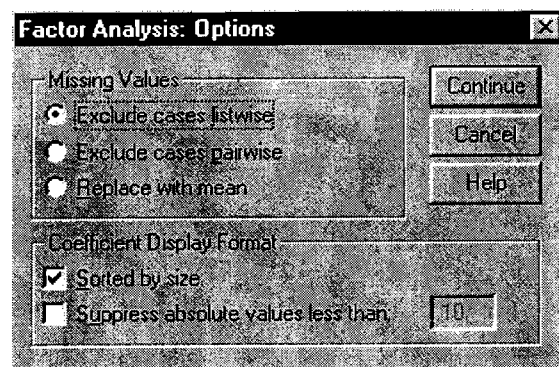 Factor Analysis: Options
Missing Values
Exclude cases listwise
Exclude cases pairwise
Replace with mean
Continue
Cancel
Help
Coefficient Display Format
Sorted by size
Suppress absolute values less than: .10